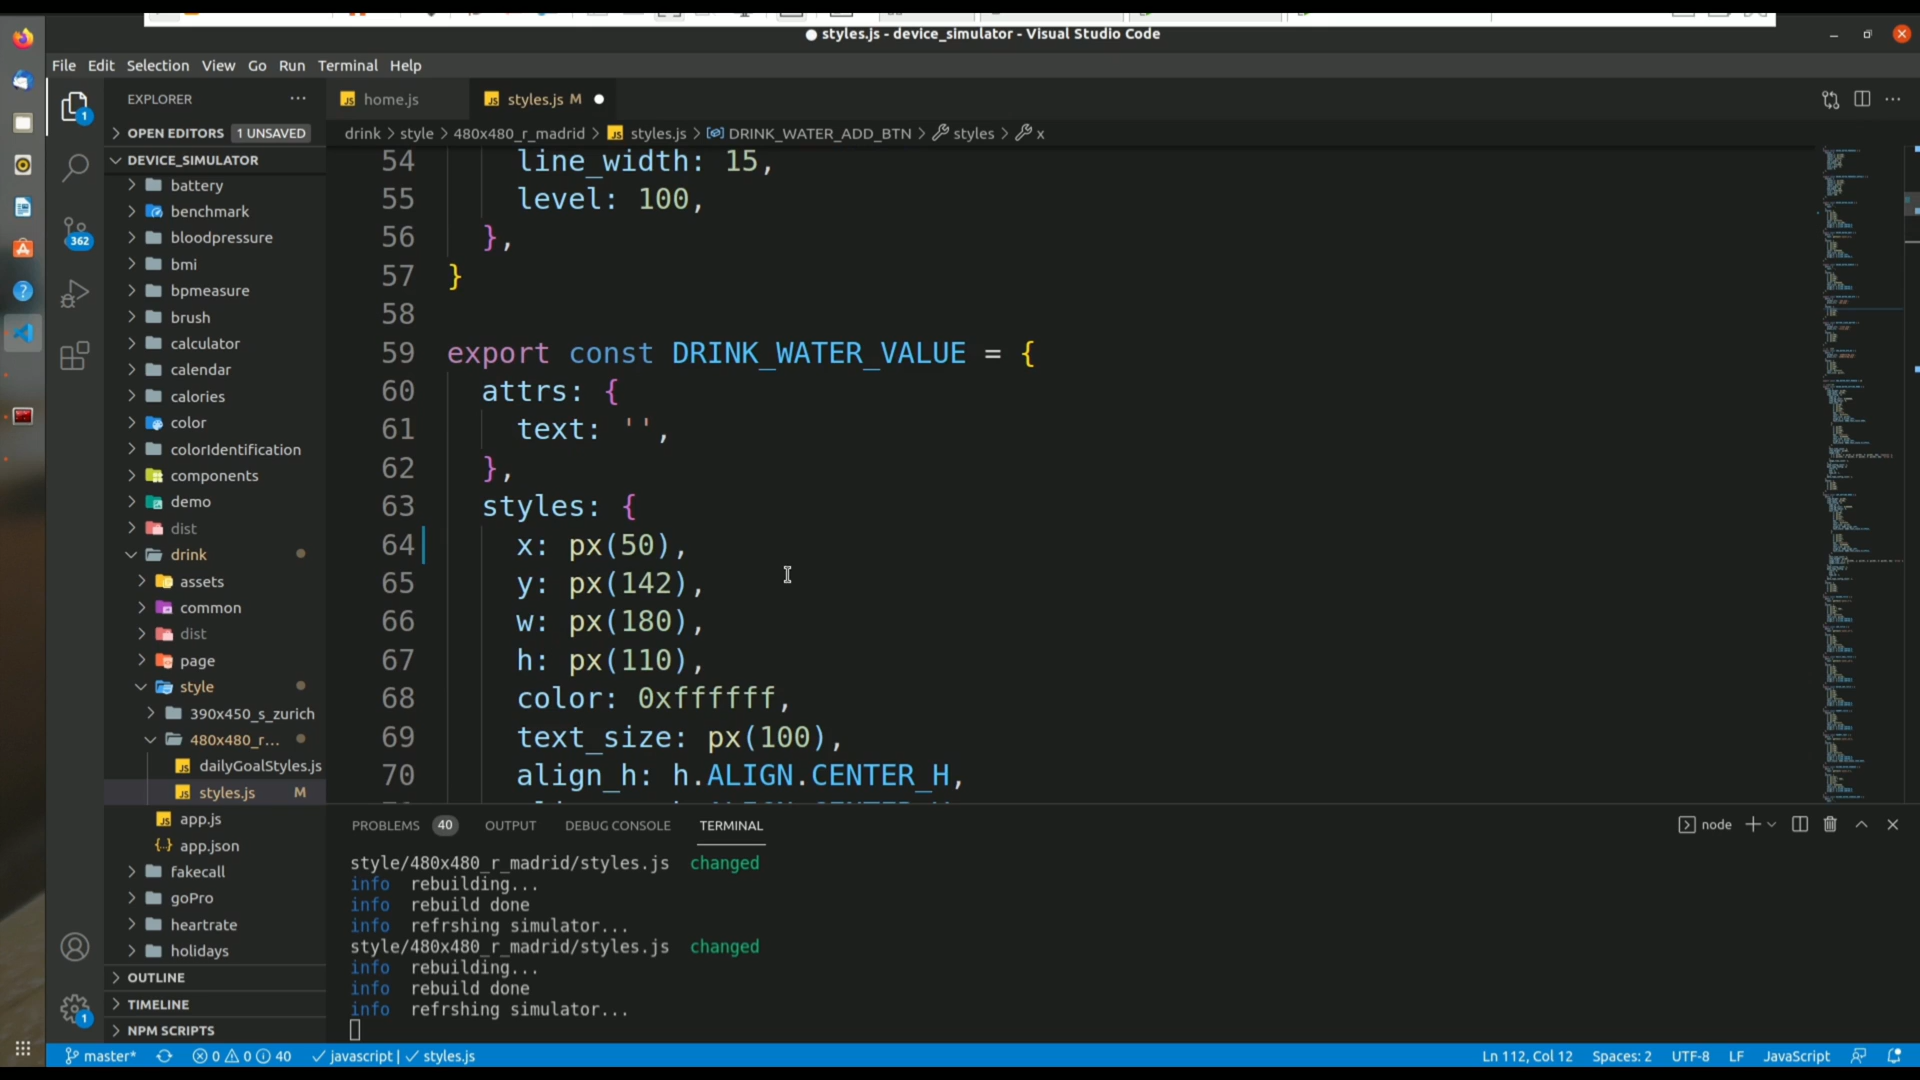 styles.js - device_simulator - Visual Studio Code
File Edit Selection View Go Run Terminal Help
EXPLORER
home.js
styles.js M
OPEN EDITORS 1 UNSAVED
drink > style > 480x480_r_madrid > styles.js > DRINK_WATER_ADD_BTN > styles > x
DEVICE_SIMULATOR
battery
benchmark
bloodpressure
bmi
bpmeasure
brush
calculator
calendar
calories
color
colorIdentification
components
demo
dist
drink
assets
common
dist
page
style
390x450_s_zurich
480x480_r...
dailyGoalStyles.js
styles.js M
app.js
app.json
fakecall
goPro
heartrate
holidays
OUTLINE
TIMELINE
NPM SCRIPTS
1
362
1
54 line_width: 15,
55 level: 100,
56 },
57 }
58
59 export const DRINK_WATER_VALUE = {
60 attrs: {
61 text: '',
62 },
63 styles: {
64 x: px(50),
65 y: px(142),
66 w: px(180),
67 h: px(110),
68 color: 0xffffff,
69 text_size: px(100),
70 align_h: h.ALIGN.CENTER_H,
PROBLEMS 40 OUTPUT DEBUG CONSOLE TERMINAL
node
style/480x480_r_madrid/styles.js changed
info rebuilding...
info rebuild done
info refrshing simulator...
style/480x480_r_madrid/styles.js changed
info rebuilding...
info rebuild done
info refrshing simulator...
master* 0 0 40 javascript | styles.js
Ln 112, Col 12 Spaces: 2 UTF-8 LF JavaScript